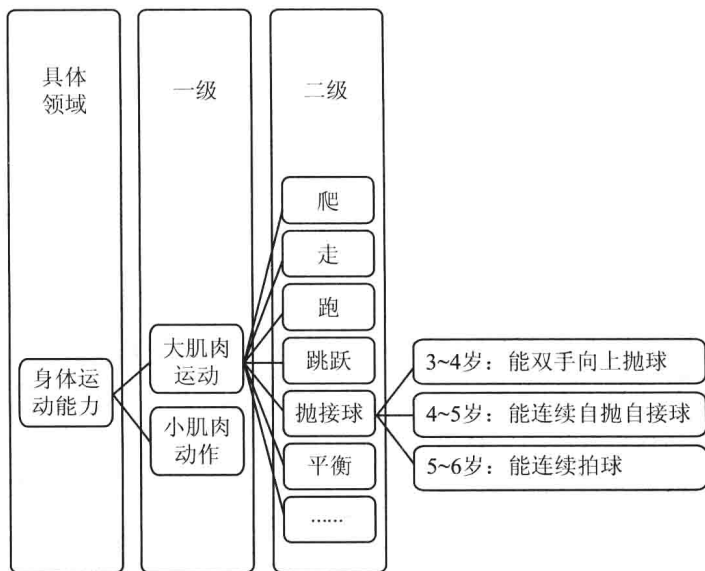 具体
领域
一级
二级
爬
走
跑
跳跃
抛接球
平衡
……
大肌肉
运动
小肌肉
动作
身体运
动能力
3~4岁：能双手向上抛球
4~5岁：能连续自抛自接球
5~6岁：能连续拍球